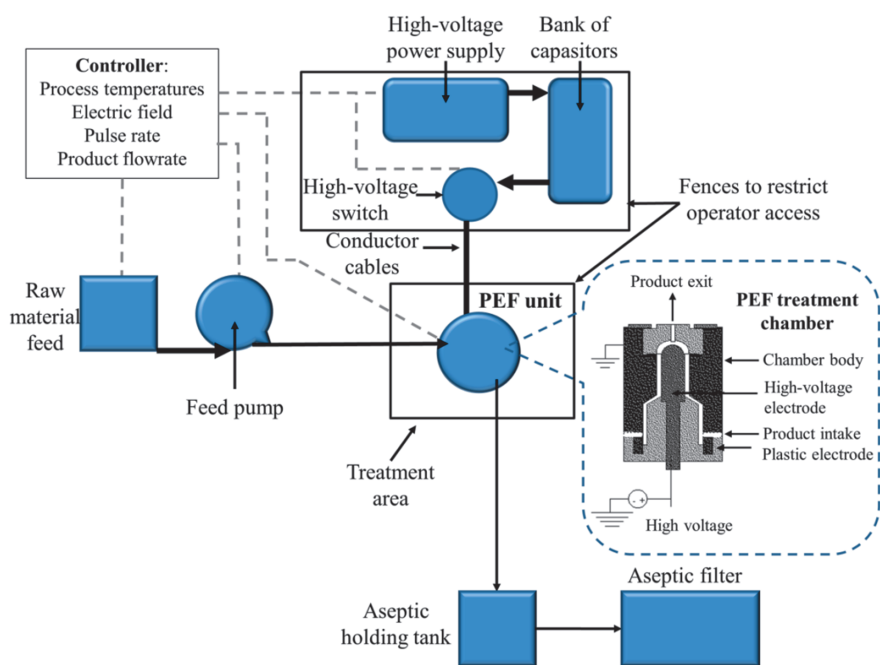 High-voltage
power supply
Bank of
capasitors
Controller:
Process temperatures
Electric field
Pulse rate
Product flowrate
High-voltage
switch
Fences to restrict
operator access
Conductor
cables
Raw
material
feed
Feed pump
PEF unit
Treatment
area
Product exit
PEF treatment
chamber
Chamber body
High-voltage
electrode
Product intake
Plastic electrode
- +
High voltage
Aseptic
holding tank
Aseptic filter